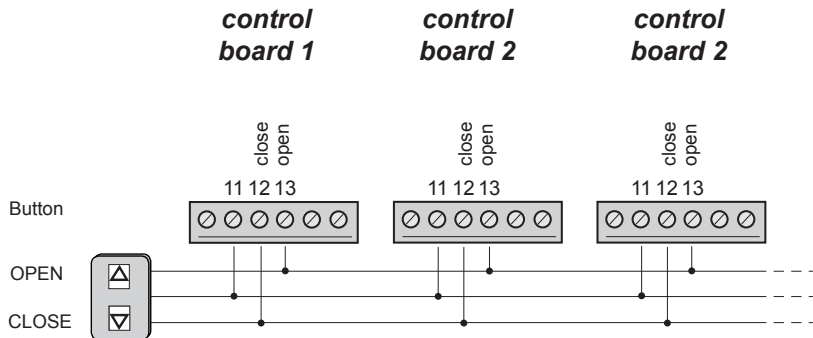 control
board 1
control
board 2
control
board 2
close
open
close
open
close
open
11 12 13
11 12 13
11 12 13
Button
OPEN
CLOSE